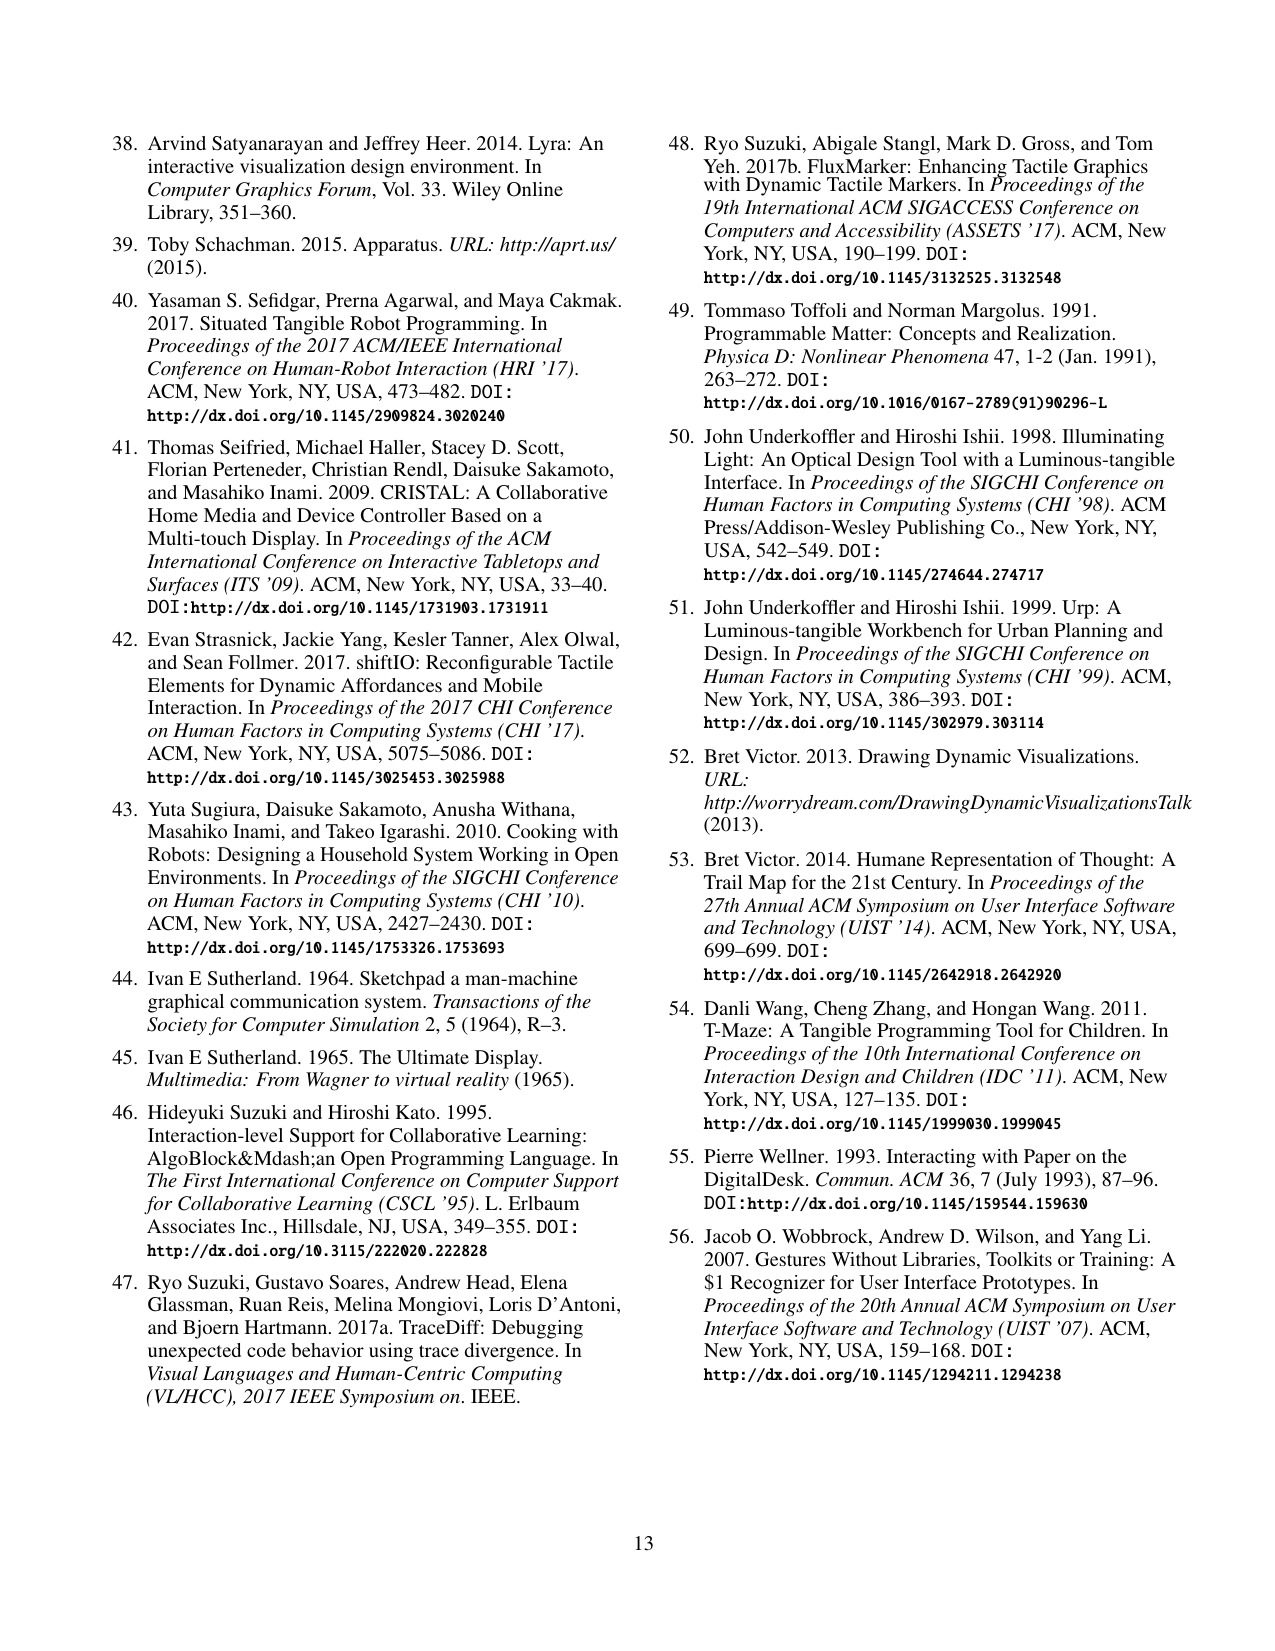 38. Arvind Satyanarayan and Jeffrey Heer. 2014. Lyra: An
interactive visualization design environment. In
Computer Graphics Forum, Vol. 33. Wiley Online
Library, 351–360.
39. Toby Schachman. 2015. Apparatus. URL: http://aprt.us/
(2015).
40. Yasaman S. Sefidgar, Prerna Agarwal, and Maya Cakmak.
2017. Situated Tangible Robot Programming. In
Proceedings of the 2017 ACM/IEEE International
Conference on Human-Robot Interaction (HRI '17).
ACM, New York, NY, USA, 473–482. DOI:
http://dx.doi.org/10.1145/2909824.3020240
41. Thomas Seifried, Michael Haller, Stacey D. Scott,
Florian Perteneder, Christian Rendl, Daisuke Sakamoto,
and Masahiko Inami. 2009. CRISTAL: A Collaborative
Home Media and Device Controller Based on a
Multi-touch Display. In Proceedings of the ACM
International Conference on Interactive Tabletops and
Surfaces (ITS '09). ACM, New York, NY, USA, 33–40.
DOI:http://dx.doi.org/10.1145/1731903.1731911
42. Evan Strasnick, Jackie Yang, Kesler Tanner, Alex Olwal,
and Sean Follmer. 2017. shiftIO: Reconfigurable Tactile
Elements for Dynamic Affordances and Mobile
Interaction. In Proceedings of the 2017 CHI Conference
on Human Factors in Computing Systems (CHI '17).
ACM, New York, NY, USA, 5075–5086. DOI:
http://dx.doi.org/10.1145/3025453.3025988
43. Yuta Sugiura, Daisuke Sakamoto, Anusha Withana,
Masahiko Inami, and Takeo Igarashi. 2010. Cooking with
Robots: Designing a Household System Working in Open
Environments. In Proceedings of the SIGCHI Conference
on Human Factors in Computing Systems (CHI '10).
ACM, New York, NY, USA, 2427–2430. DOI:
http://dx.doi.org/10.1145/1753326.1753693
44. Ivan E Sutherland. 1964. Sketchpad a man-machine
graphical communication system. Transactions of the
Society for Computer Simulation 2, 5 (1964), R–3.
45. Ivan E Sutherland. 1965. The Ultimate Display.
Multimedia: From Wagner to virtual reality (1965).
46. Hideyuki Suzuki and Hiroshi Kato. 1995.
Interaction-level Support for Collaborative Learning:
AlgoBlock&Mdash;an Open Programming Language. In
The First International Conference on Computer Support
for Collaborative Learning (CSCL '95). L. Erlbaum
Associates Inc., Hillsdale, NJ, USA, 349–355. DOI:
http://dx.doi.org/10.3115/222020.222828
47. Ryo Suzuki, Gustavo Soares, Andrew Head, Elena
Glassman, Ruan Reis, Melina Mongiovi, Loris D'Antoni,
and Bjoern Hartmann. 2017a. TraceDiff: Debugging
unexpected code behavior using trace divergence. In
Visual Languages and Human-Centric Computing
(VL/HCC), 2017 IEEE Symposium on. IEEE.
48. Ryo Suzuki, Abigale Stangl, Mark D. Gross, and Tom
Yeh. 2017b. FluxMarker: Enhancing Tactile Graphics
with Dynamic Tactile Markers. In Proceedings of the
19th International ACM SIGACCESS Conference on
Computers and Accessibility (ASSETS '17). ACM, New
York, NY, USA, 190–199. DOI:
http://dx.doi.org/10.1145/3132525.3132548
49. Tommaso Toffoli and Norman Margolus. 1991.
Programmable Matter: Concepts and Realization.
Physica D: Nonlinear Phenomena 47, 1-2 (Jan. 1991),
263–272. DOI:
http://dx.doi.org/10.1016/0167-2789(91)90296-L
50. John Underkoffler and Hiroshi Ishii. 1998. Illuminating
Light: An Optical Design Tool with a Luminous-tangible
Interface. In Proceedings of the SIGCHI Conference on
Human Factors in Computing Systems (CHI '98). ACM
Press/Addison-Wesley Publishing Co., New York, NY,
USA, 542–549. DOI:
http://dx.doi.org/10.1145/274644.274717
51. John Underkoffler and Hiroshi Ishii. 1999. Urp: A
Luminous-tangible Workbench for Urban Planning and
Design. In Proceedings of the SIGCHI Conference on
Human Factors in Computing Systems (CHI '99). ACM,
New York, NY, USA, 386–393. DOI:
http://dx.doi.org/10.1145/302979.303114
52. Bret Victor. 2013. Drawing Dynamic Visualizations.
URL:
http://worrydream.com/DrawingDynamicVisualizationsTalk
(2013).
53. Bret Victor. 2014. Humane Representation of Thought: A
Trail Map for the 21st Century. In Proceedings of the
27th Annual ACM Symposium on User Interface Software
and Technology (UIST '14). ACM, New York, NY, USA,
699–699. DOI:
http://dx.doi.org/10.1145/2642918.2642920
54. Danli Wang, Cheng Zhang, and Hongan Wang. 2011.
T-Maze: A Tangible Programming Tool for Children. In
Proceedings of the 10th International Conference on
Interaction Design and Children (IDC '11). ACM, New
York, NY, USA, 127–135. DOI:
http://dx.doi.org/10.1145/1999030.1999045
55. Pierre Wellner. 1993. Interacting with Paper on the
DigitalDesk. Commun. ACM 36, 7 (July 1993), 87–96.
DOI:http://dx.doi.org/10.1145/159544.159630
56. Jacob O. Wobbrock, Andrew D. Wilson, and Yang Li.
2007. Gestures Without Libraries, Toolkits or Training: A
$1 Recognizer for User Interface Prototypes. In
Proceedings of the 20th Annual ACM Symposium on User
Interface Software and Technology (UIST '07). ACM,
New York, NY, USA, 159–168. DOI:
http://dx.doi.org/10.1145/1294211.1294238
13